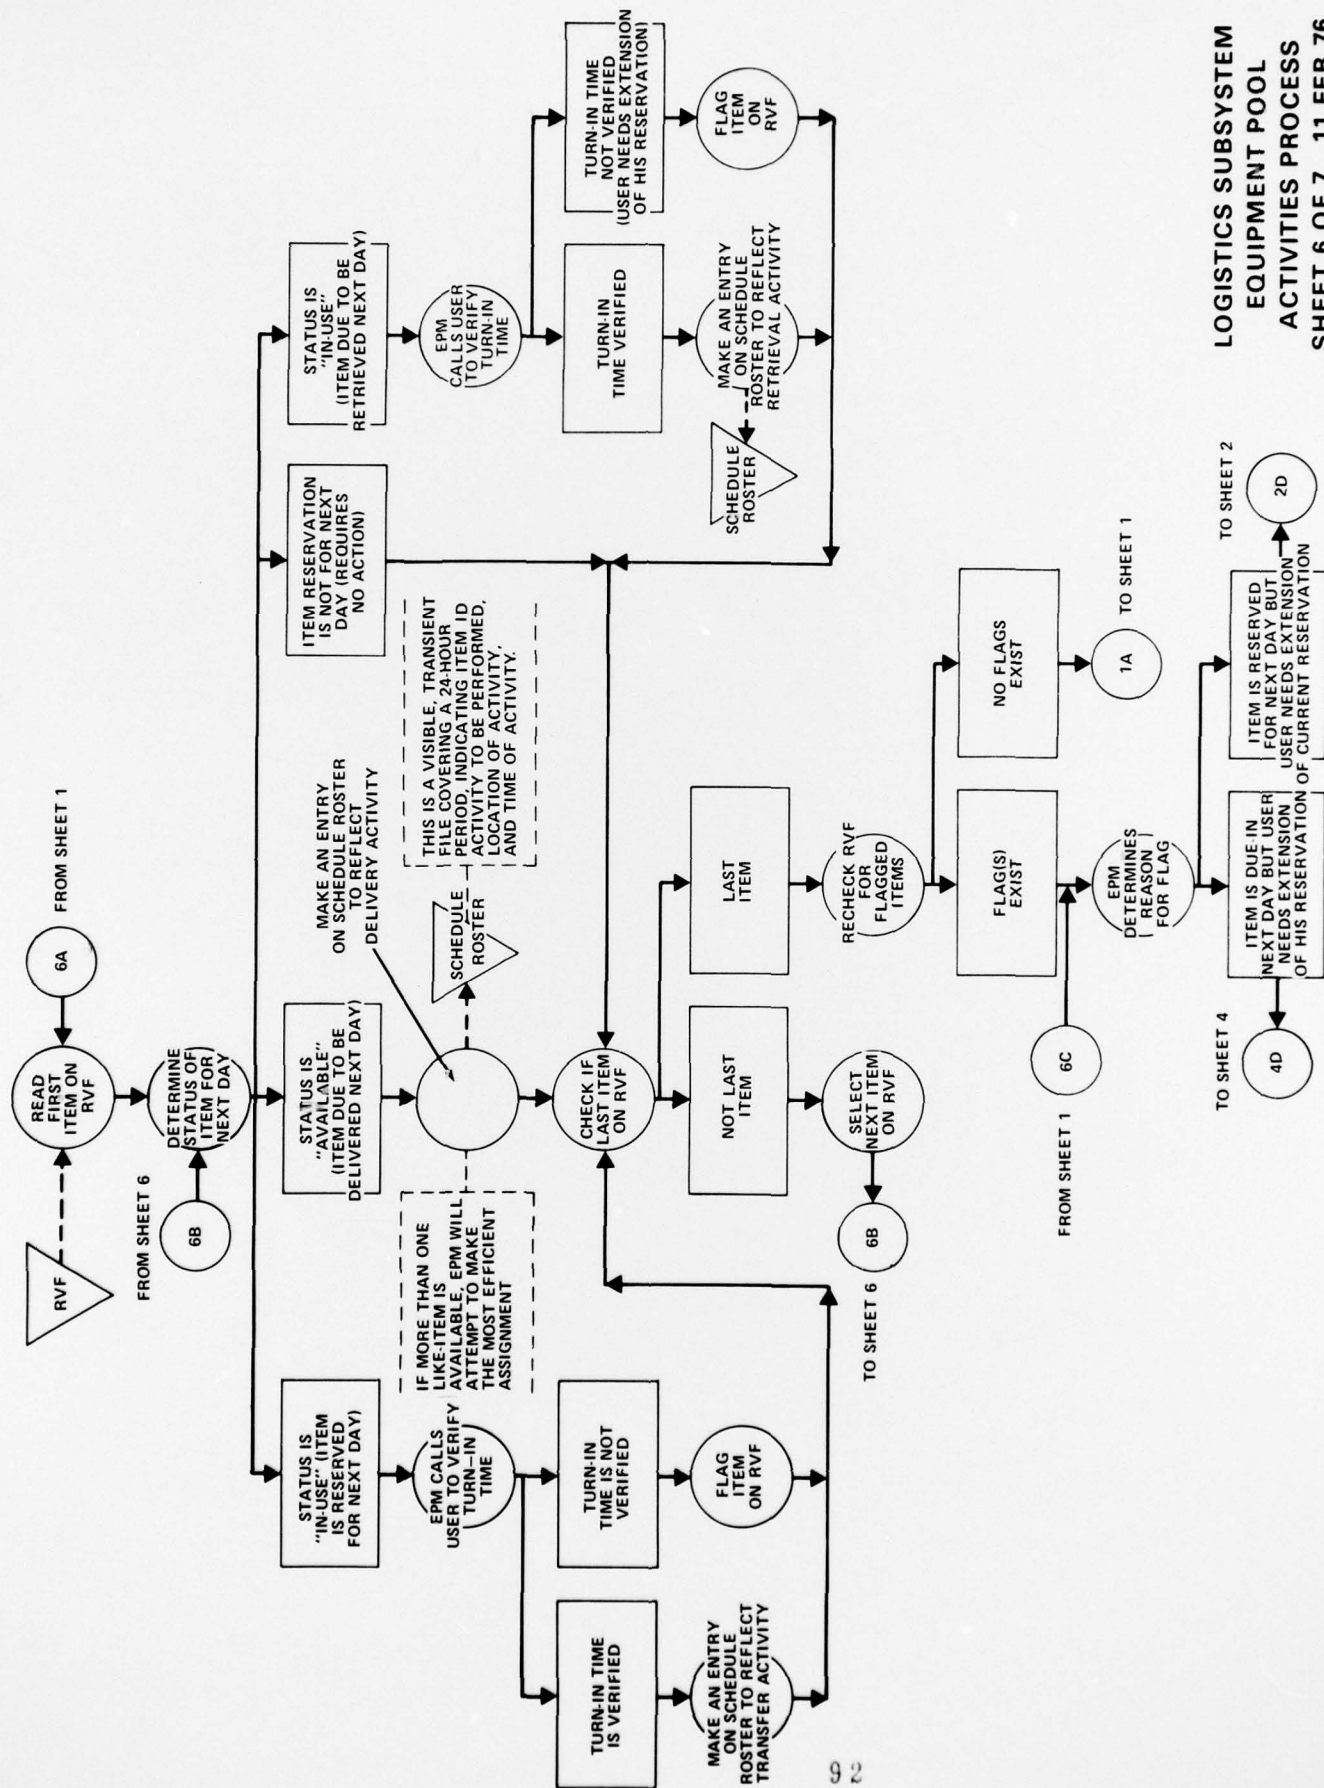 READ
FIRST
ITEM ON
RVF
6A
FROM SHEET 1
RVF
FROM SHEET 6
6B
DETERMINE
STATUS OF
ITEM FOR
NEXT DAY
STATUS IS
"IN-USE" (ITEM
IS RESERVED
FOR NEXT DAY)
STATUS IS
"AVAILABLE"
(ITEM DUE TO BE
DELIVERED NEXT DAY)
ITEM RESERVATION
IS NOT FOR NEXT
DAY (REQUIRES
NO ACTION)
STATUS IS
"IN-USE"
(ITEM DUE TO BE
RETRIEVED NEXT DAY)
EPM CALLS
USER TO VERIFY
TURN-IN
TIME
IF MORE THAN ONE
LIKE-ITEM IS
AVAILABLE, EPM WILL
ATTEMPT TO MAKE
THE MOST EFFICIENT
ASSIGNMENT
MAKE AN ENTRY
ON SCHEDULE ROSTER
TO REFLECT
DELIVERY ACTIVITY
SCHEDULE
ROSTER
THIS IS A VISIBLE, TRANSIENT
FILE COVERING A 24-HOUR
PERIOD, INDICATING ITEM ID
ACTIVITY TO BE PERFORMED,
LOCATION OF ACTIVITY,
AND TIME OF ACTIVITY.
EPM
CALLS USER
TO VERIFY
TURN-IN
TIME
TURN-IN TIME
IS VERIFIED
TURN-IN
TIME IS NOT
VERIFIED
TURN-IN
TIME VERIFIED
TURN-IN TIME
NOT VERIFIED
(USER NEEDS EXTENSION
OF HIS RESERVATION)
MAKE AN ENTRY
ON SCHEDULE
ROSTER TO REFLECT
TRANSFER ACTIVITY
FLAG
ITEM
ON RVF
CHECK IF
LAST ITEM
ON RVF
SCHEDULE
ROSTER
MAKE AN ENTRY
ON SCHEDULE
ROSTER TO REFLECT
RETRIEVAL ACTIVITY
FLAG
ITEM
ON
RVF
NOT LAST
ITEM
LAST
ITEM
TO SHEET 6
6B
SELECT
NEXT ITEM
ON RVF
RECHECK RVF
FOR
FLAGGED
ITEMS
FLAG(S)
EXIST
NO FLAGS
EXIST
FROM SHEET 1
6C
EPM
DETERMINES
REASON
FOR FLAG
1A
TO SHEET 1
TO SHEET 4
4D
ITEM IS DUE-IN
NEXT DAY BUT USER
NEEDS EXTENSION
OF HIS RESERVATION
ITEM IS RESERVED
FOR NEXT DAY BUT
USER NEEDS EXTENSION
OF CURRENT RESERVATION
TO SHEET 2
2D
LOGISTICS SUBSYSTEM
EQUIPMENT POOL
ACTIVITIES PROCESS
SHEET 6 OF 7 11 FEB 76
92